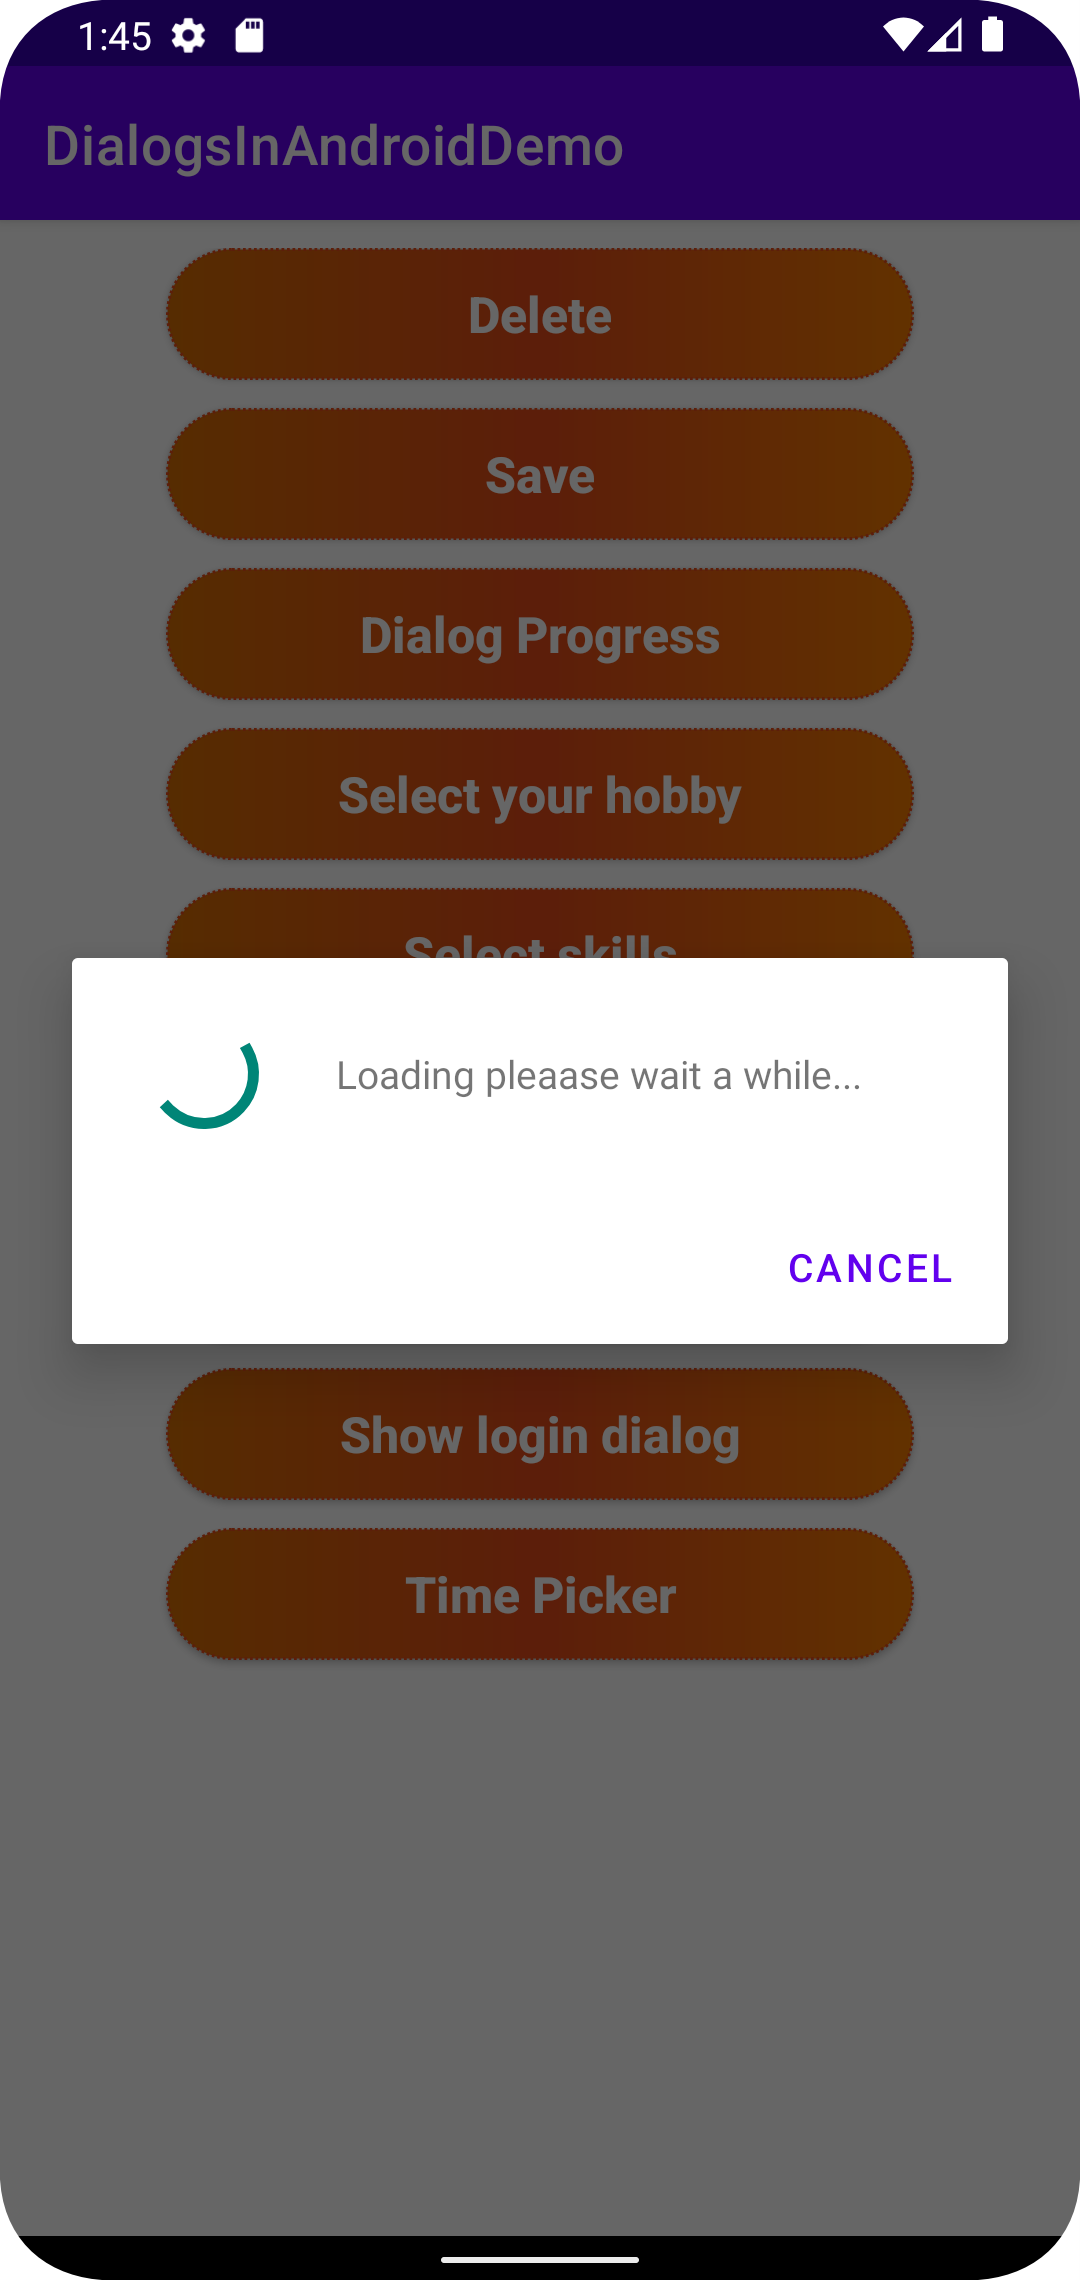 1:45
DialogsInAndroidDemo
Delete
Save
Dialog Progress
Select your hobby
Select skills
Loading pleaase wait a while...
CANCEL
Show login dialog
Time Picker